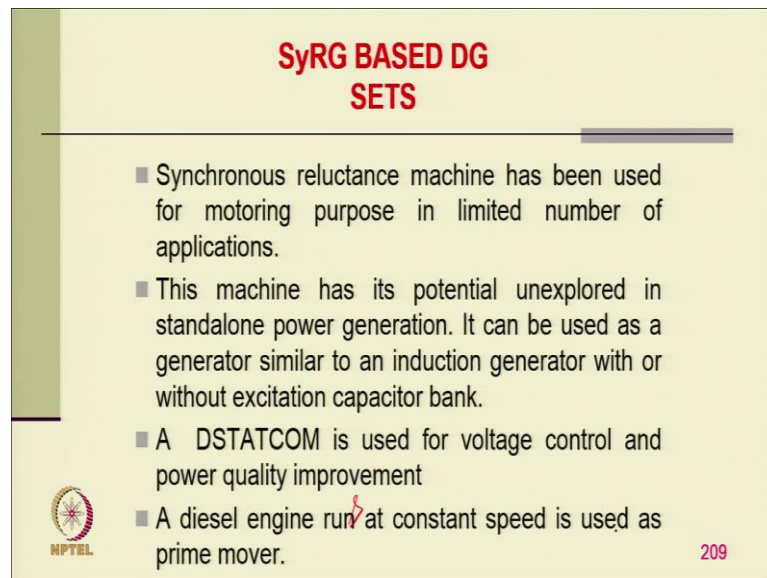 SyRG BASED DG
SETS
Synchronous reluctance machine has been used
for motoring purpose in limited number of
applications.
This machine has its potential unexplored in
standalone power generation. It can be used as a
generator similar to an induction generator with or
without excitation capacitor bank.
A DSTATCOM is used for voltage control and
power quality improvement
A diesel engine run at constant speed is used as
prime mover.
NPTEL
209